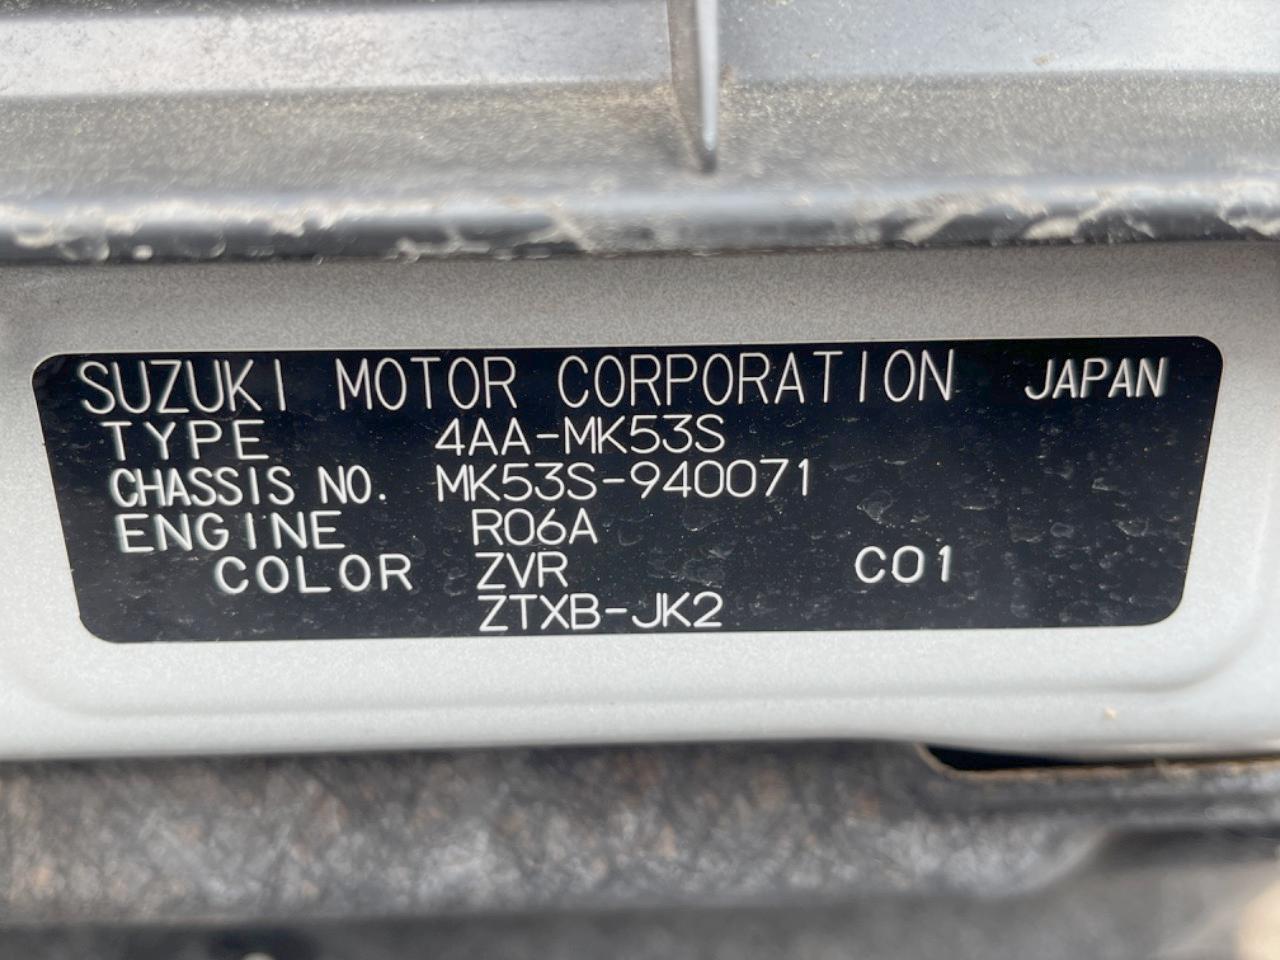 SUZUKI MOTOR CORPORATION JAPAN
TYPE 4AA-MK53S
CHASSIS NO. MK53S-940071
ENGINE R06A
COLOR ZVR C01
ZTXB-JK2